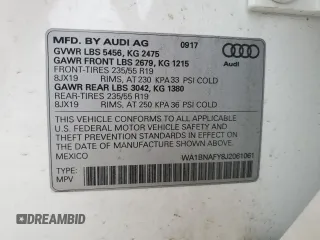 MFD. BY AUDI AG 0917
GVWR LBS 5456, KG 2475
GAWR FRONT LBS 2679, KG 1215
FRONT-TIRES 235/55 R19
8JX19 RIMS, AT 230 KPA 33 PSI COLD
GAWR REAR LBS 3042, KG 1380
REAR-TIRES 235/55 R19
8JX19 RIMS, AT 250 KPA 36 PSI COLD
Audi
THIS VEHICLE CONFORMS TO ALL APPLICABLE
U.S. FEDERAL MOTOR VEHICLE SAFETY AND
THEFT PREVENTION STANDARDS IN EFFECT ON
THE DATE OF MANUFACTURE SHOWN ABOVE.
MEXICO
WA1BNAFY8J2061061
TYPE:
MPV